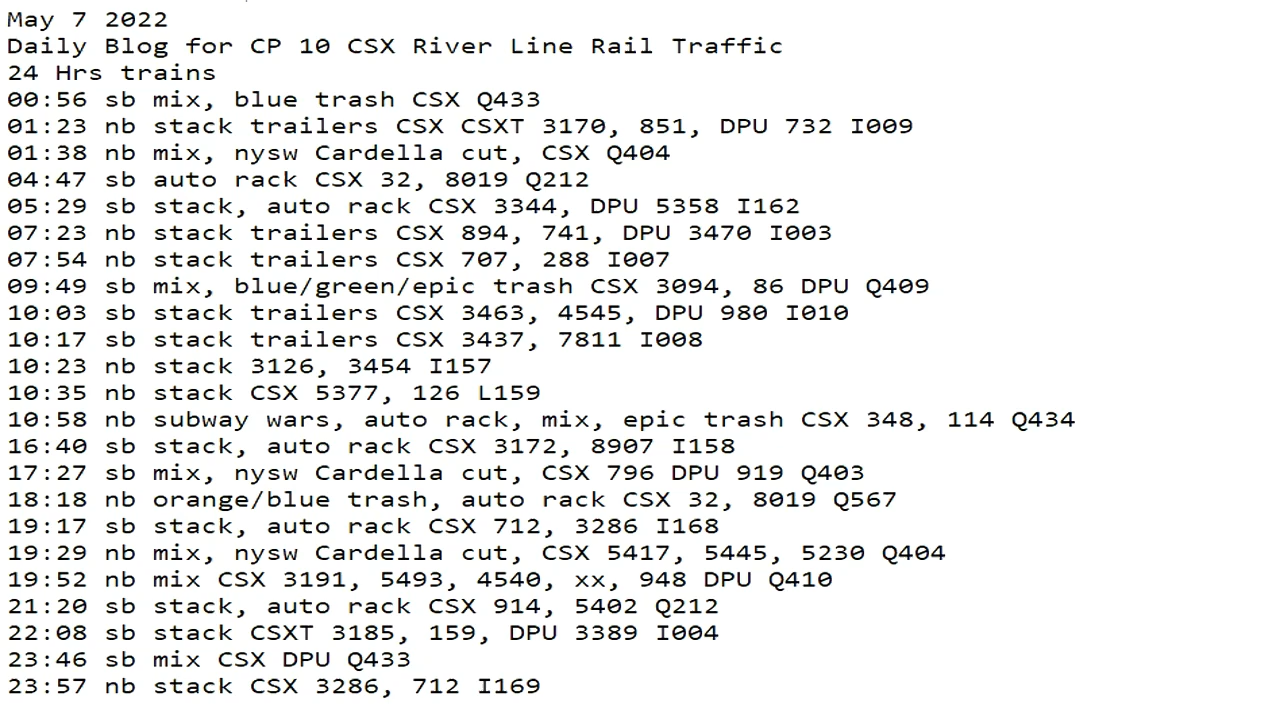 May 7 2022
Daily Blog for CP 10 CSX River Line Rail Traffic
24 Hrs trains
00:56 sb mix, blue trash CSX Q433
01:23 nb stack trailers CSX CSXT 3170, 851, DPU 732 I009
01:38 nb mix, nysw Cardella cut, CSX Q404
04:47 sb auto rack CSX 32, 8019 Q212
05:29 sb stack, auto rack CSX 3344, DPU 5358 I162
07:23 nb stack trailers CSX 894, 741, DPU 3470 I003
07:54 nb stack trailers CSX 707, 288 I007
09:49 sb mix, blue/green/epic trash CSX 3094, 86 DPU Q409
10:03 sb stack trailers CSX 3463, 4545, DPU 980 I010
10:17 sb stack trailers CSX 3437, 7811 I008
10:23 nb stack 3126, 3454 I157
10:35 nb stack CSX 5377, 126 L159
10:58 nb subway wars, auto rack, mix, epic trash CSX 348, 114 Q434
16:40 sb stack, auto rack CSX 3172, 8907 I158
17:27 sb mix, nysw Cardella cut, CSX 796 DPU 919 Q403
18:18 nb orange/blue trash, auto rack CSX 32, 8019 Q567
19:17 sb stack, auto rack CSX 712, 3286 I168
19:29 nb mix, nysw Cardella cut, CSX 5417, 5445, 5230 Q404
19:52 nb mix CSX 3191, 5493, 4540, xx, 948 DPU Q410
21:20 sb stack, auto rack CSX 914, 5402 Q212
22:08 sb stack CSXT 3185, 159, DPU 3389 I004
23:46 sb mix CSX DPU Q433
23:57 nb stack CSX 3286, 712 I169